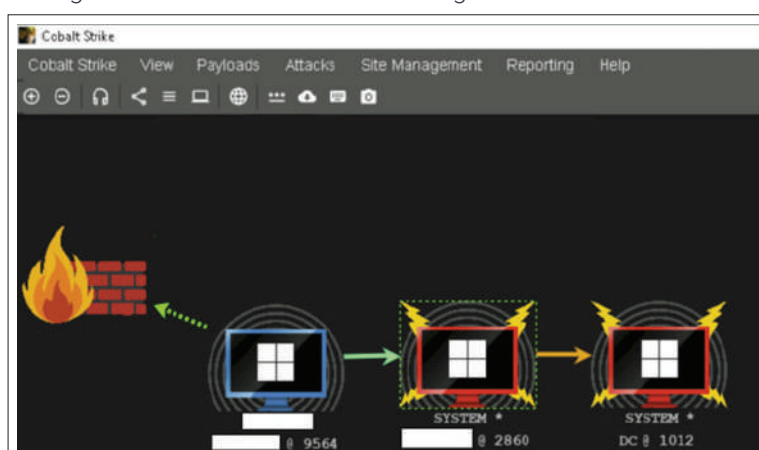 Cobalt Strike
Cobalt Strike View Payloads Attacks Site Management Reporting Help
SYSTEM *
SYSTEM *
@ 9564
@ 2860
DC @ 1012